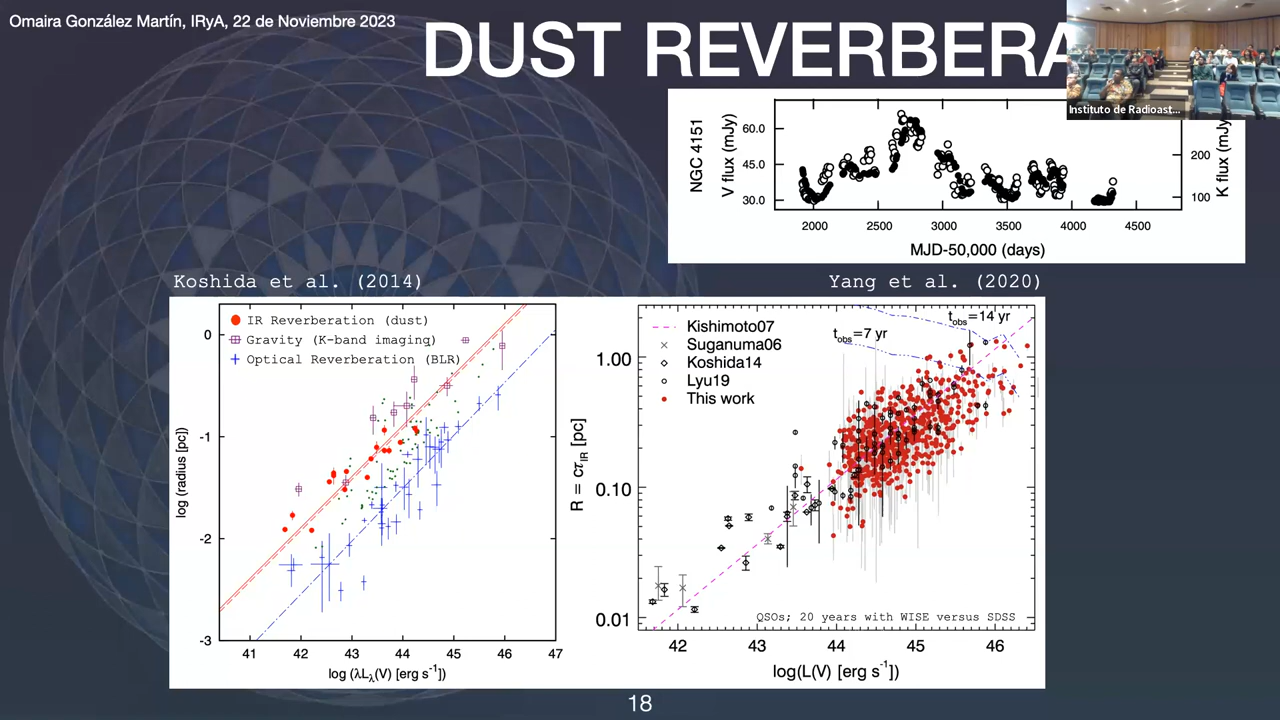 Omaira González Martín, IRyA, 22 de Noviembre 2023
DUST REVERBERA
Instituto de Radioast...
NGC 4151
V flux (mJy)
60.0
45.0
30.0
K flux (mJy
200
100
2000 2500 3000 3500 4000 4500
MJD-50,000 (days)
Koshida et al. (2014)
Yang et al. (2020)
IR Reverberation (dust)
Gravity (K-band imaging)
Optical Reverberation (BLR)
log (radius [pc])
0
-1
-2
-3
41 42 43 44 45 46 47
log (λLλ(V) [erg s⁻¹])
Kishimoto07
Suganuma06
Koshida14
Lyu19
This work
tobs=7 yr
tobs=14 yr
R = cτIR [pc]
1.00
0.10
0.01
QSOs; 20 years with WISE versus SDSS
42 43 44 45 46
log(L(V) [erg s⁻¹])
18